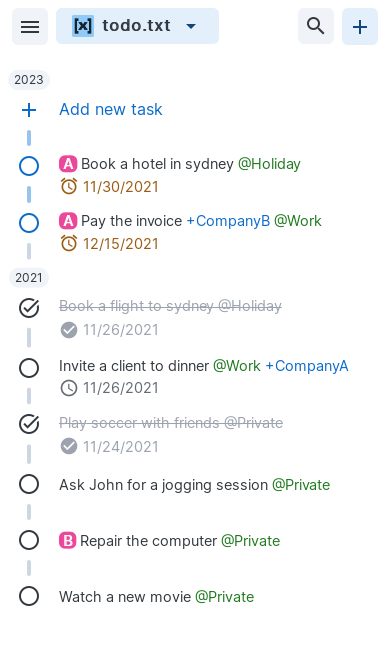 [x] todo.txt
2023
Add new task
A Book a hotel in sydney @Holiday
11/30/2021
A Pay the invoice +CompanyB @Work
12/15/2021
2021
Book a flight to sydney @Holiday
11/26/2021
Invite a client to dinner @Work +CompanyA
11/26/2021
Play soccer with friends @Private
11/24/2021
Ask John for a jogging session @Private
B Repair the computer @Private
Watch a new movie @Private